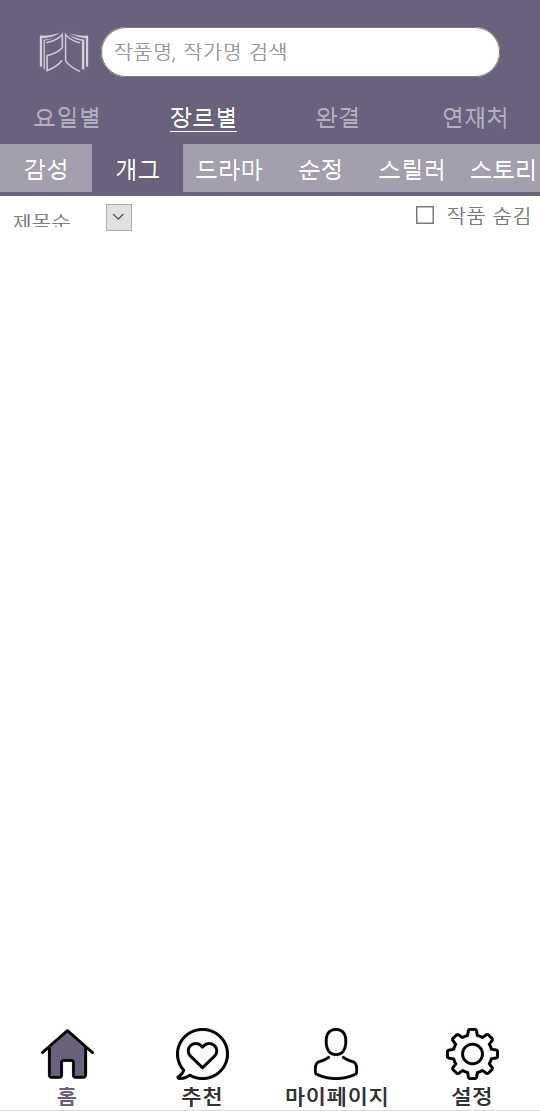 작품명, 작가명 검색
요일별 장르별 완결 연재처
감성 개그 드라마 순정 스릴러 스토리
제목순 작품 숨김
홈 추천 마이페이지 설정